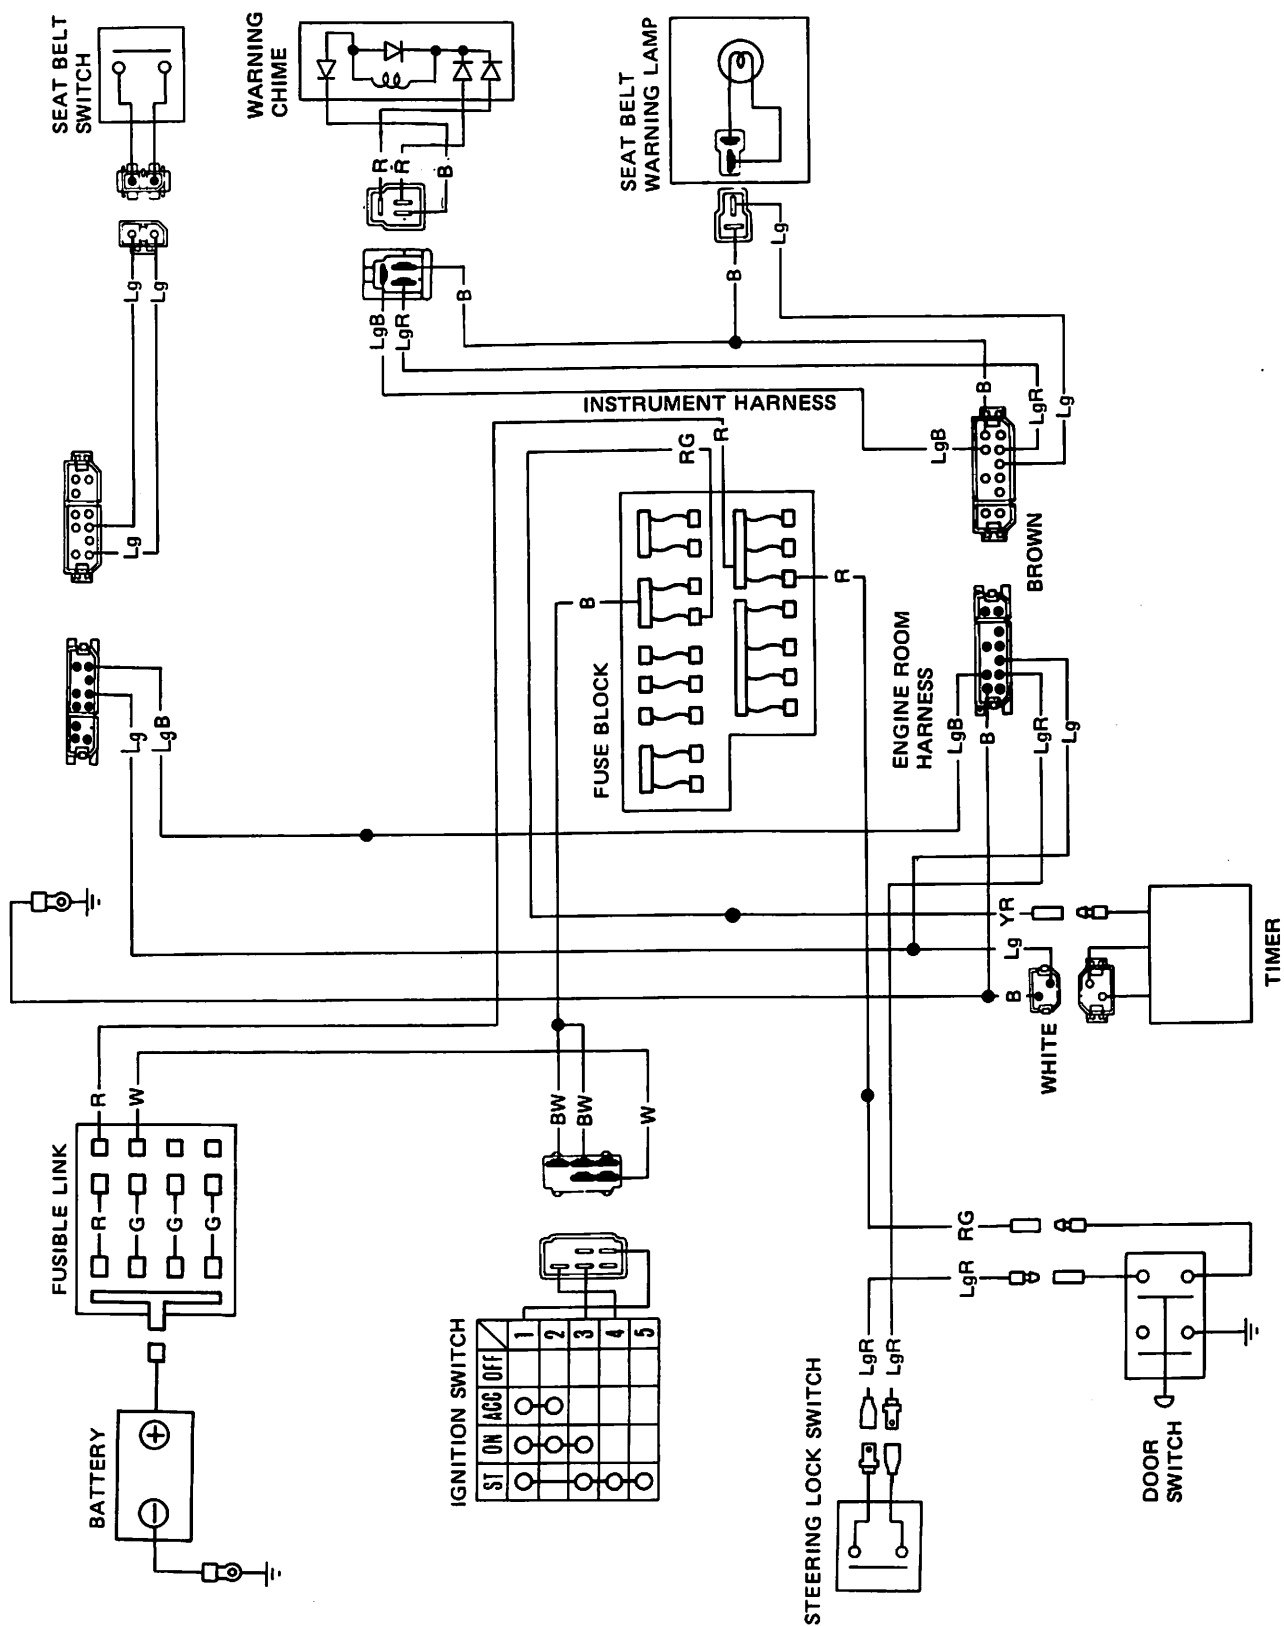 SEAT BELT
SWITCH
WARNING
CHIME
SEAT BELT
WARNING LAMP
R
R
B
Lg
Lg
LgB
LgR
B
B
Lg
INSTRUMENT HARNESS
B
LgR
Lg
LgB
RG
R
Lg
BROWN
B
R
FUSE BLOCK
ENGINE ROOM
HARNESS
Lg
LgB
LgB
B
LgR
Lg
YR
Lg
B
WHITE
TIMER
FUSIBLE LINK
R
W
R
G
G
G
BW
BW
W
BATTERY
+
−
IGNITION SWITCH
OFF
ACC
ON
ST
1
2
3
4
5
RG
LgR
LgR
LgR
STEERING LOCK SWITCH
DOOR
SWITCH